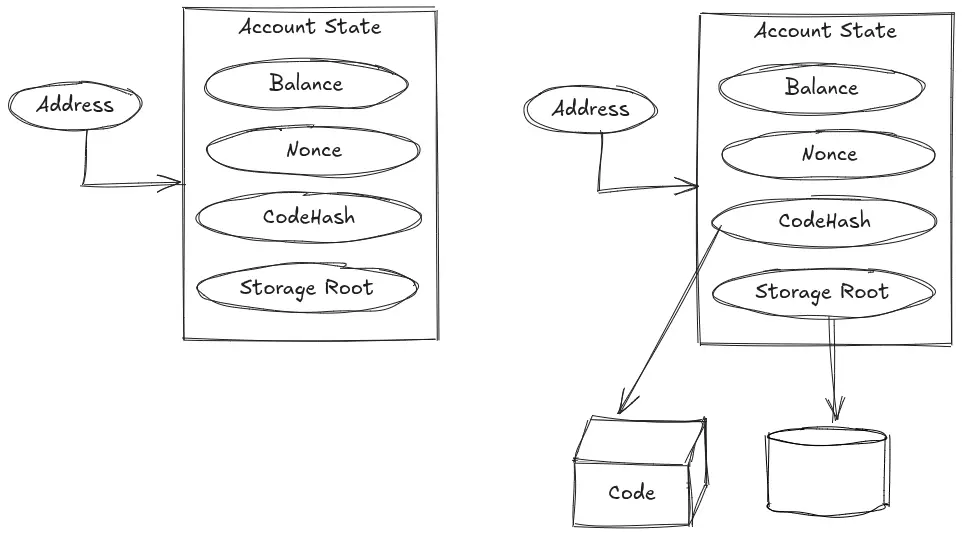 Account State
Address
Balance
Nonce
CodeHash
Storage Root
Account State
Address
Balance
Nonce
CodeHash
Storage Root
Code